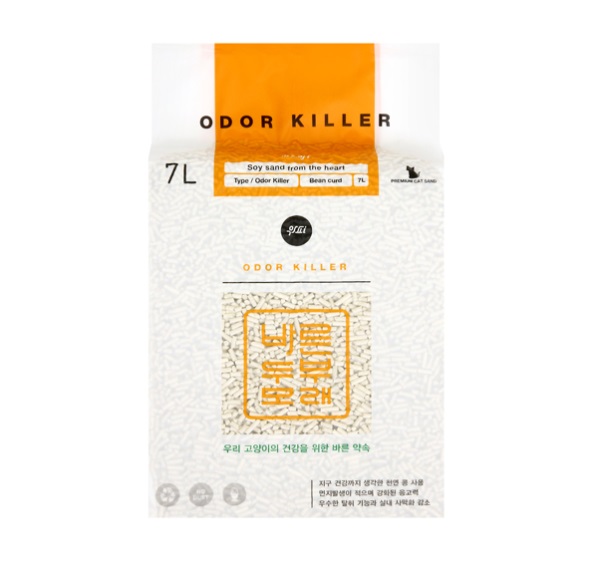 ODOR KILLER
7L
Soy sand from the heart
Type / Odor Killer Bean curd 7L
PREMIUM CAT SAND
ODOR KILLER
바른
두부
모래
우리 고양이의 건강을 위한 바른 약속
지구 건강까지 생각한 천연 콩 사용
먼지발생이 적으며 강화된 응고력
우수한 탈취 기능과 실내 사막화 감소